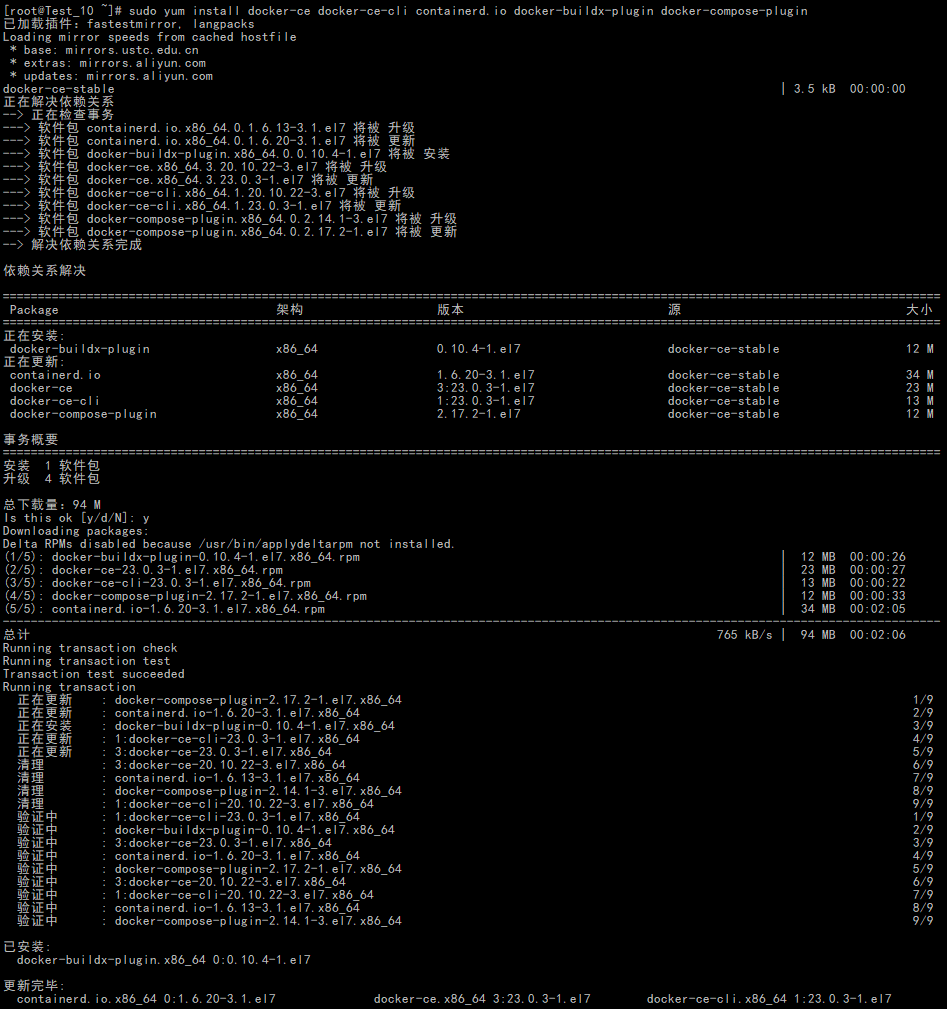 [root@Test_10 ~]# sudo yum install docker-ce docker-ce-cli containerd.io docker-buildx-plugin docker-compose-plugin
已加载插件：fastestmirror, langpacks
Loading mirror speeds from cached hostfile
 * base: mirrors.ustc.edu.cn
 * extras: mirrors.aliyun.com
 * updates: mirrors.aliyun.com
docker-ce-stable | 3.5 kB 00:00:00
正在解决依赖关系
--> 正在检查事务
---> 软件包 containerd.io.x86_64.0.1.6.13-3.1.el7 将被 升级
---> 软件包 containerd.io.x86_64.0.1.6.20-3.1.el7 将被 更新
---> 软件包 docker-buildx-plugin.x86_64.0.0.10.4-1.el7 将被 安装
---> 软件包 docker-ce.x86_64.3.20.10.22-3.el7 将被 升级
---> 软件包 docker-ce.x86_64.3.23.0.3-1.el7 将被 更新
---> 软件包 docker-ce-cli.x86_64.1.20.10.22-3.el7 将被 升级
---> 软件包 docker-ce-cli.x86_64.1.23.0.3-1.el7 将被 更新
---> 软件包 docker-compose-plugin.x86_64.0.2.14.1-3.el7 将被 升级
---> 软件包 docker-compose-plugin.x86_64.0.2.17.2-1.el7 将被 更新
--> 解决依赖关系完成
依赖关系解决
Package 架构 版本 源 大小
正在安装:
docker-buildx-plugin x86_64 0.10.4-1.el7 docker-ce-stable 12 M
正在更新:
containerd.io x86_64 1.6.20-3.1.el7 docker-ce-stable 34 M
docker-ce x86_64 3:23.0.3-1.el7 docker-ce-stable 23 M
docker-ce-cli x86_64 1:23.0.3-1.el7 docker-ce-stable 13 M
docker-compose-plugin x86_64 2.17.2-1.el7 docker-ce-stable 12 M
事务概要
安装 1 软件包
升级 4 软件包
总下载量：94 M
Is this ok [y/d/N]: y
Downloading packages:
Delta RPMs disabled because /usr/bin/applydeltarpm not installed.
(1/5): docker-buildx-plugin-0.10.4-1.el7.x86_64.rpm | 12 MB 00:00:26
(2/5): docker-ce-23.0.3-1.el7.x86_64.rpm | 23 MB 00:00:27
(3/5): docker-ce-cli-23.0.3-1.el7.x86_64.rpm | 13 MB 00:00:22
(4/5): docker-compose-plugin-2.17.2-1.el7.x86_64.rpm | 12 MB 00:00:33
(5/5): containerd.io-1.6.20-3.1.el7.x86_64.rpm | 34 MB 00:02:05
总计 765 kB/s | 94 MB 00:02:06
Running transaction check
Running transaction test
Transaction test succeeded
Running transaction
正在更新 : docker-compose-plugin-2.17.2-1.el7.x86_64 1/9
正在更新 : containerd.io-1.6.20-3.1.el7.x86_64 2/9
正在安装 : docker-buildx-plugin-0.10.4-1.el7.x86_64 3/9
正在更新 : 1:docker-ce-cli-23.0.3-1.el7.x86_64 4/9
正在更新 : 3:docker-ce-23.0.3-1.el7.x86_64 5/9
清理 : 3:docker-ce-20.10.22-3.el7.x86_64 6/9
清理 : containerd.io-1.6.13-3.1.el7.x86_64 7/9
清理 : docker-compose-plugin-2.14.1-3.el7.x86_64 8/9
清理 : 1:docker-ce-cli-20.10.22-3.el7.x86_64 9/9
验证中 : 1:docker-ce-cli-23.0.3-1.el7.x86_64 1/9
验证中 : docker-buildx-plugin-0.10.4-1.el7.x86_64 2/9
验证中 : 3:docker-ce-23.0.3-1.el7.x86_64 3/9
验证中 : containerd.io-1.6.20-3.1.el7.x86_64 4/9
验证中 : docker-compose-plugin-2.17.2-1.el7.x86_64 5/9
验证中 : 3:docker-ce-20.10.22-3.el7.x86_64 6/9
验证中 : 1:docker-ce-cli-20.10.22-3.el7.x86_64 7/9
验证中 : containerd.io-1.6.13-3.1.el7.x86_64 8/9
验证中 : docker-compose-plugin-2.14.1-3.el7.x86_64 9/9
已安装:
docker-buildx-plugin.x86_64 0:0.10.4-1.el7
更新完毕:
containerd.io.x86_64 0:1.6.20-3.1.el7 docker-ce.x86_64 3:23.0.3-1.el7 docker-ce-cli.x86_64 1:23.0.3-1.el7